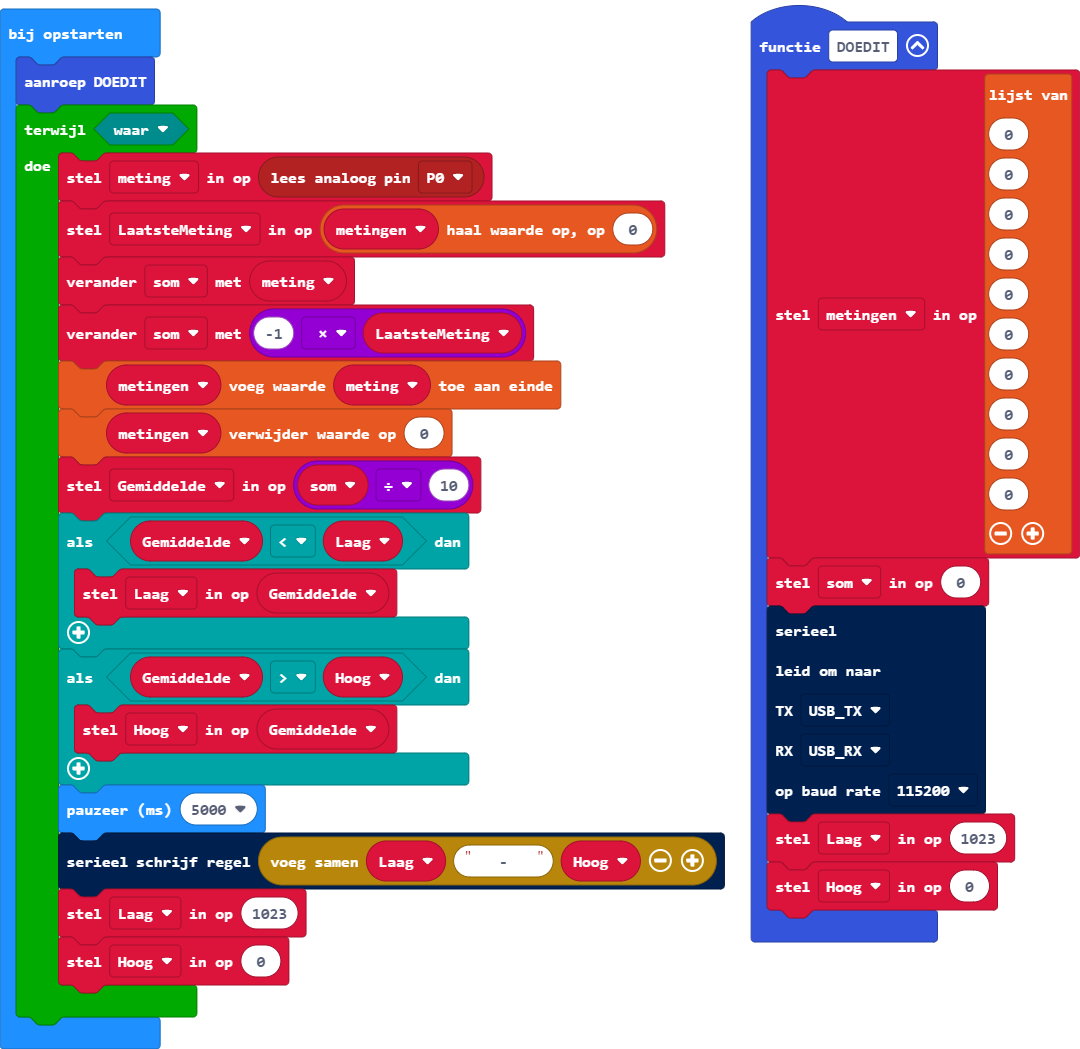 bij opstarten
aanroep DOEDIT
terwijl waar
doe
stel meting in op lees analoog pin P0
stel LaatsteMeting in op metingen haal waarde op, op 0
verander som met meting
verander som met -1 × LaatsteMeting
metingen voeg waarde meting toe aan einde
metingen verwijder waarde op 0
stel Gemiddelde in op som ÷ 10
als Gemiddelde < Laag dan
stel Laag in op Gemiddelde
als Gemiddelde > Hoog dan
stel Hoog in op Gemiddelde
pauzeer (ms) 5000
serieel schrijf regel voeg samen Laag " - " Hoog
stel Laag in op 1023
stel Hoog in op 0
functie DOEDIT
stel metingen in op
lijst van
0
0
0
0
0
0
0
0
0
0
stel som in op 0
serieel
leid om naar
TX USB_TX
RX USB_RX
op baud rate 115200
stel Laag in op 1023
stel Hoog in op 0